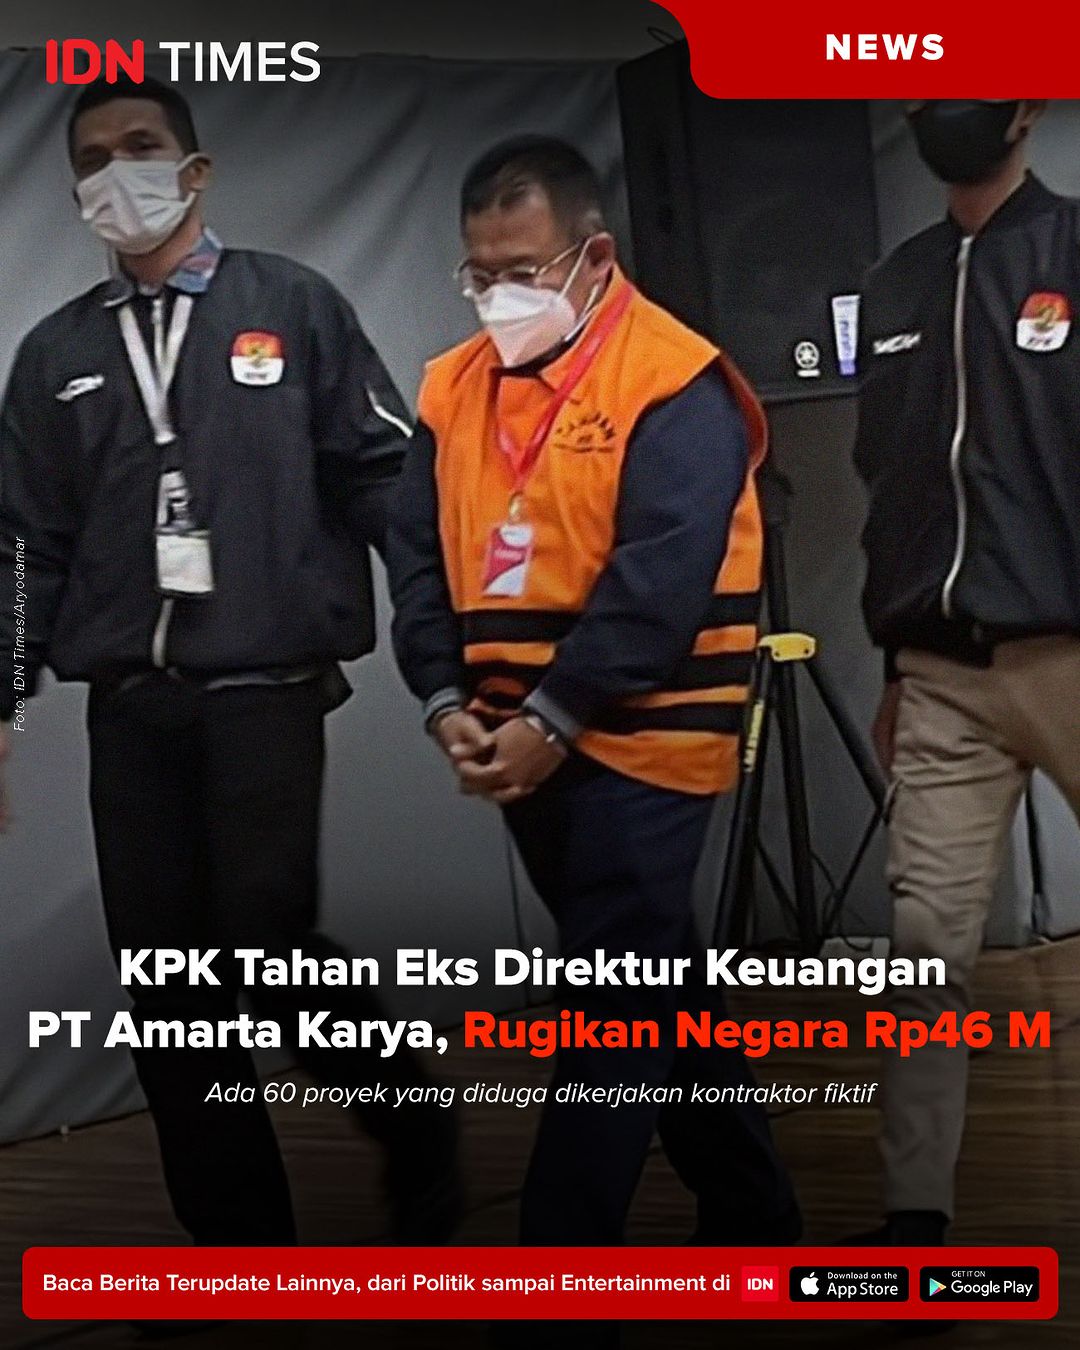 IDN TIMES
NEWS
KPK
TAHANAN
Foto: IDN Times/Aryodamar
KPK Tahan Eks Direktur Keuangan
PT Amarta Karya, Rugikan Negara Rp46 M
Ada 60 proyek yang diduga dikerjakan kontraktor fiktif
Baca Berita Terupdate Lainnya, dari Politik sampai Entertainment di
IDN
Download on the
App Store
GET IT ON
Google Play